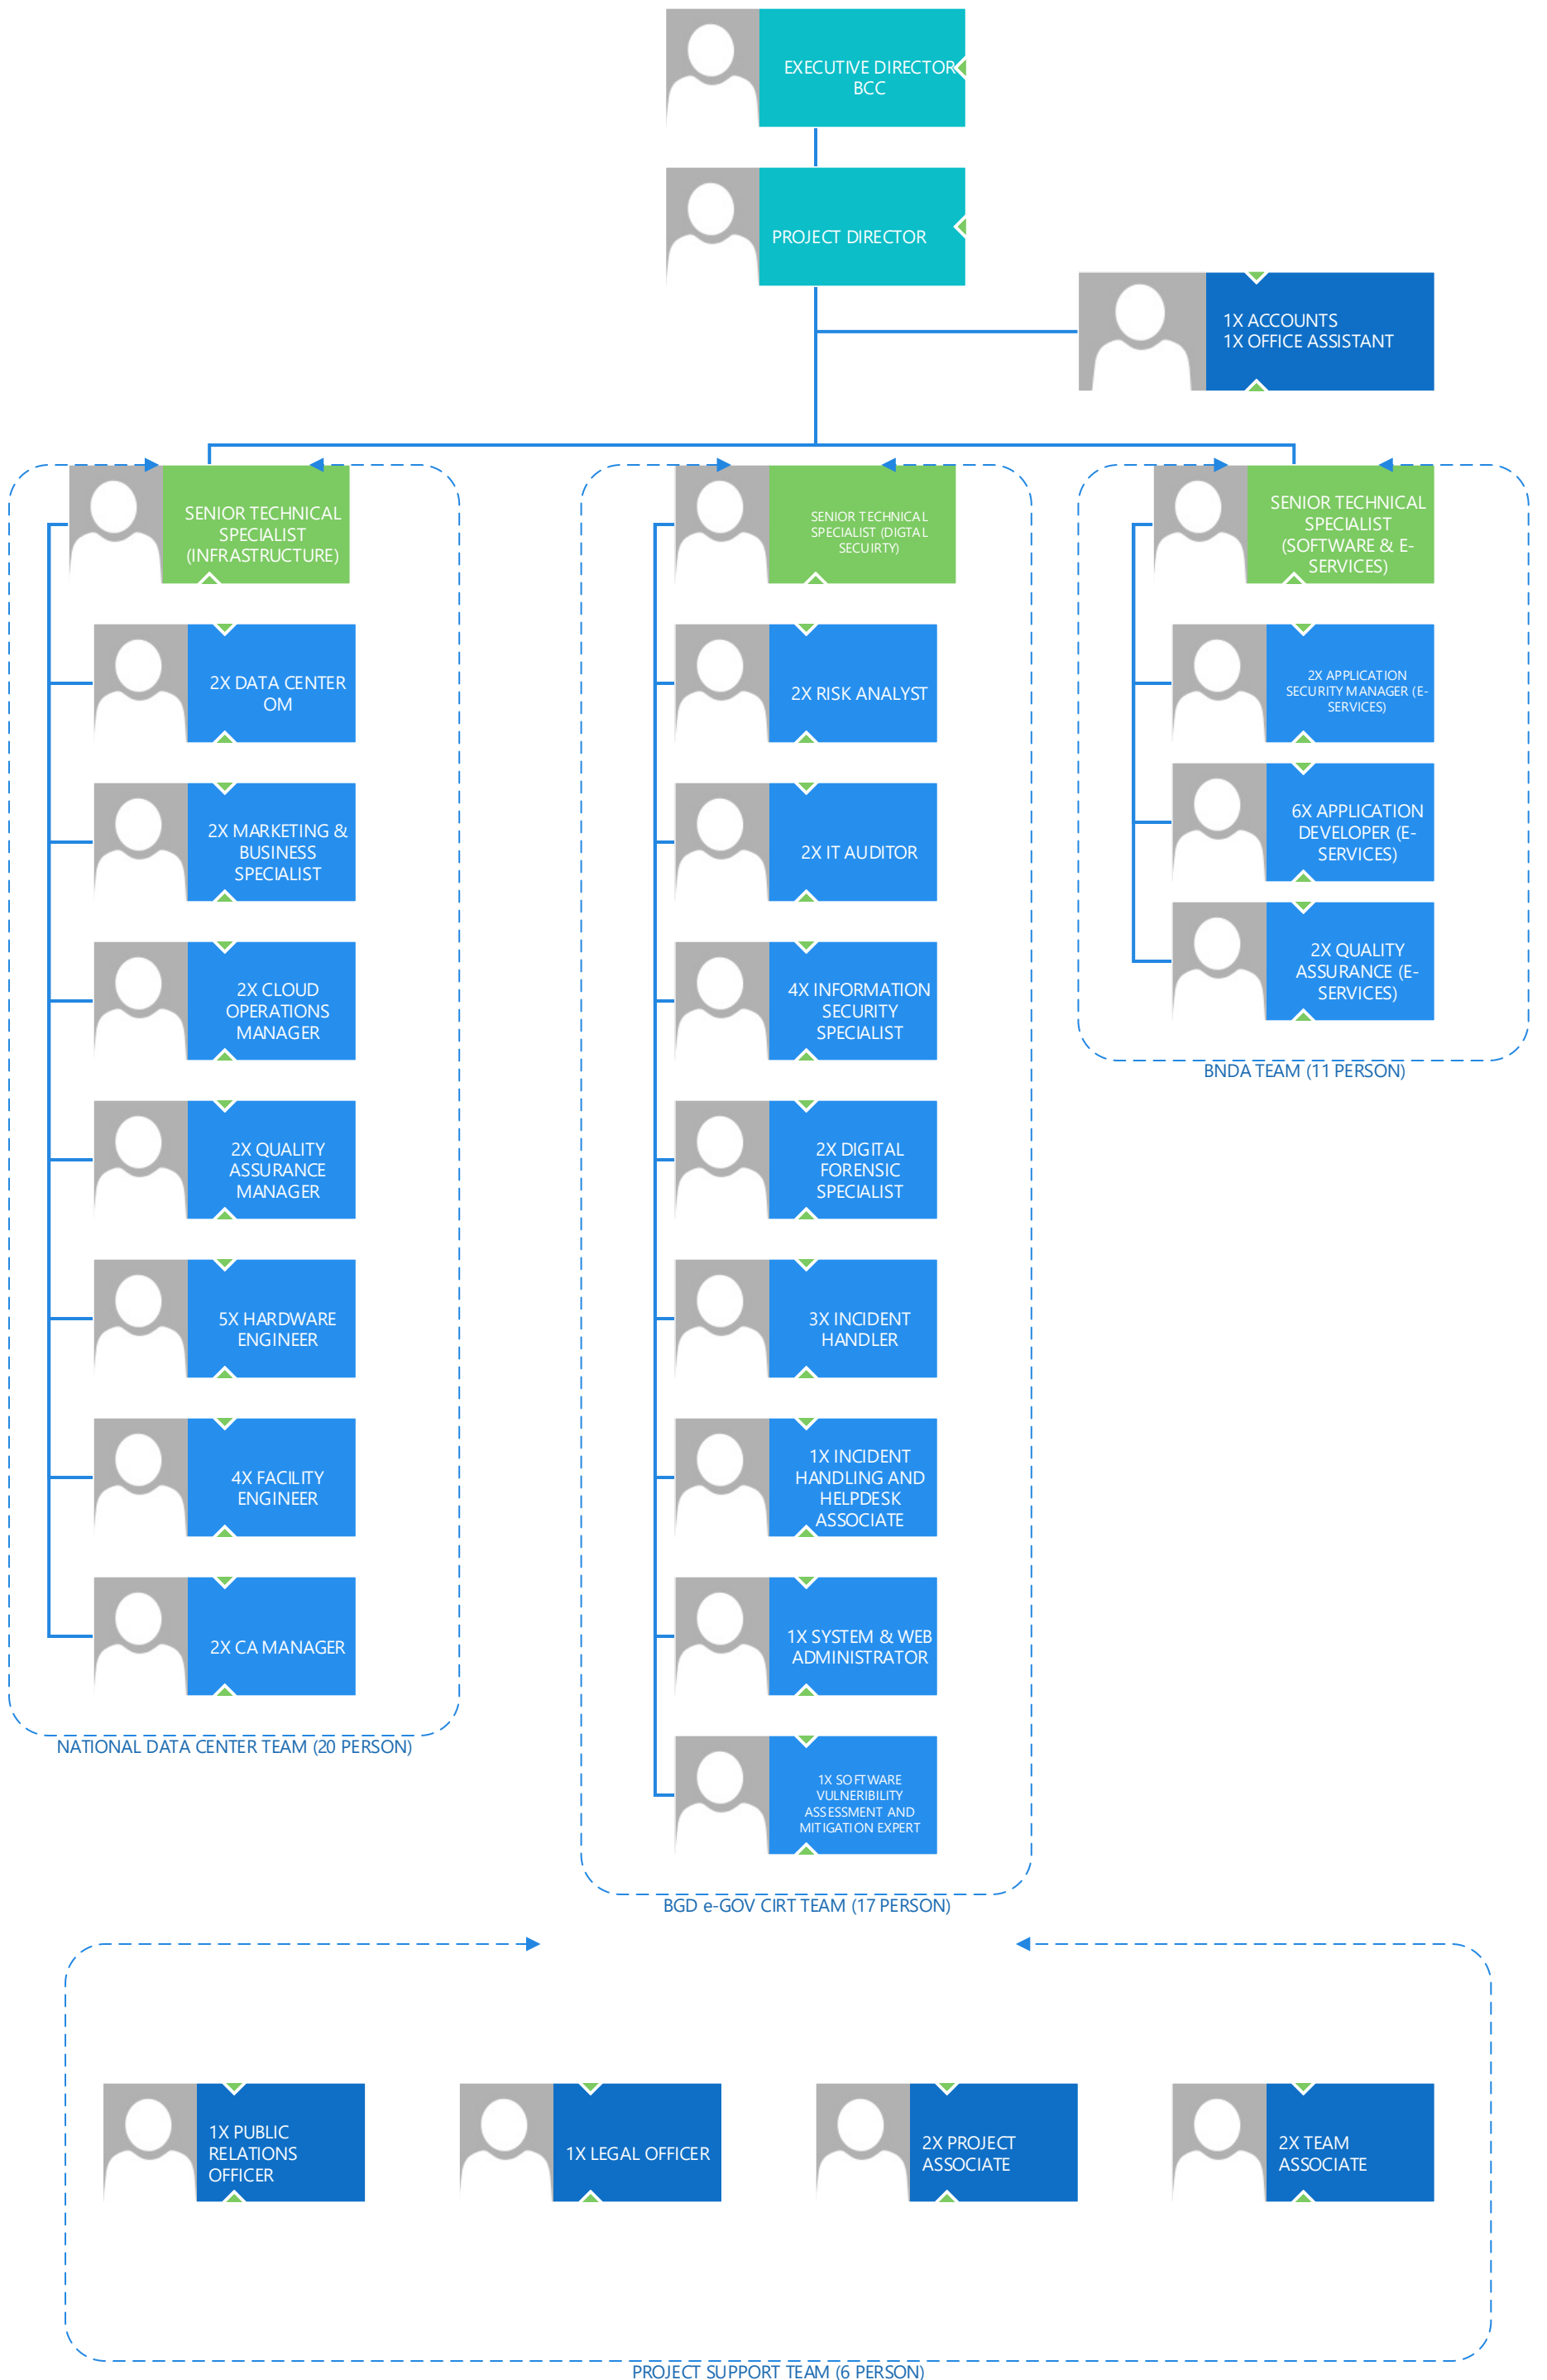 EXECUTIVE DIRECTOR
BCC
PROJECT DIRECTOR
1X ACCOUNTS
1X OFFICE ASSISTANT
SENIOR TECHNICAL
SPECIALIST
(INFRASTRUCTURE)
2X DATA CENTER
OM
2X MARKETING &
BUSINESS
SPECIALIST
2X CLOUD
OPERATIONS
MANAGER
2X QUALITY
ASSURANCE
MANAGER
5X HARDWARE
ENGINEER
4X FACILITY
ENGINEER
2X CA MANAGER
NATIONAL DATA CENTER TEAM (20 PERSON)
SENIOR TECHNICAL
SPECIALIST (DIGTAL
SECUIRTY)
2X RISK ANALYST
2X IT AUDITOR
4X INFORMATION
SECURITY
SPECIALIST
2X DIGITAL
FORENSIC
SPECIALIST
3X INCIDENT
HANDLER
1X INCIDENT
HANDLING AND
HELPDESK
ASSOCIATE
1X SYSTEM & WEB
ADMINISTRATOR
1X SOFTWARE
VULNERIBILITY
ASSESSMENT AND
MITIGATION EXPERT
BGD e-GOV CIRT TEAM (17 PERSON)
SENIOR TECHNICAL
SPECIALIST
(SOFTWARE & E-
SERVICES)
2X APPLICATION
SECURITY MANAGER (E-
SERVICES)
6X APPLICATION
DEVELOPER (E-
SERVICES)
2X QUALITY
ASSURANCE (E-
SERVICES)
BNDA TEAM (11 PERSON)
1X PUBLIC
RELATIONS
OFFICER
1X LEGAL OFFICER
2X PROJECT
ASSOCIATE
2X TEAM
ASSOCIATE
PROJECT SUPPORT TEAM (6 PERSON)